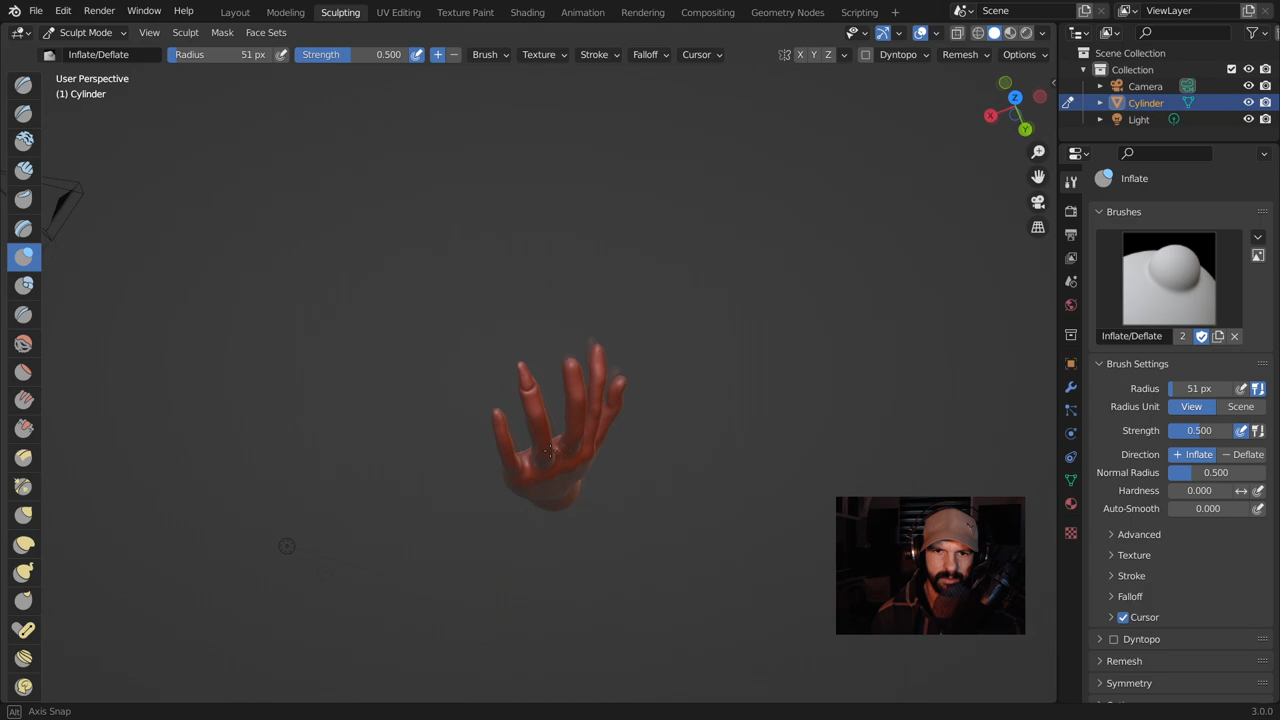 File Edit Render Window Help Layout Modeling Sculpting UV Editing Texture Paint Shading Animation Rendering Compositing Geometry Nodes Scripting + Scene ViewLayer
Sculpt Mode View Sculpt Mask Face Sets
Inflate/Deflate Radius 51 px Strength 0.500 + − Brush Texture Stroke Falloff Cursor X Y Z Dyntopo Remesh Options
User Perspective
(1) Cylinder
Z
X
Y
Scene Collection
Collection
Camera
Cylinder
Light
Inflate
Brushes
Inflate/Deflate 2
Brush Settings
Radius 51 px
Radius Unit View Scene
Strength 0.500
Direction + Inflate − Deflate
Normal Radius 0.500
Hardness 0.000
Auto-Smooth 0.000
Advanced
Texture
Stroke
Falloff
Cursor
Dyntopo
Remesh
Symmetry
Alt Axis Snap 3.0.0